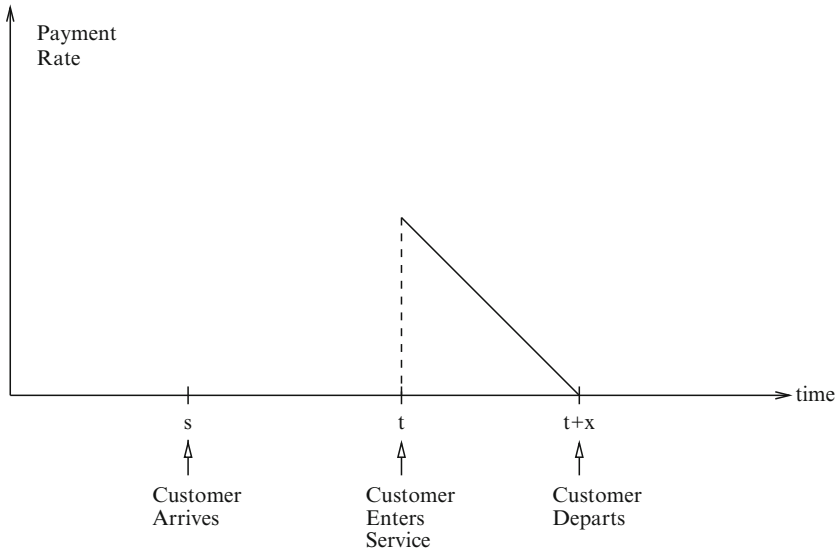 Payment
Rate
time
s
t
t+x
Customer
Arrives
Customer
Enters
Service
Customer
Departs